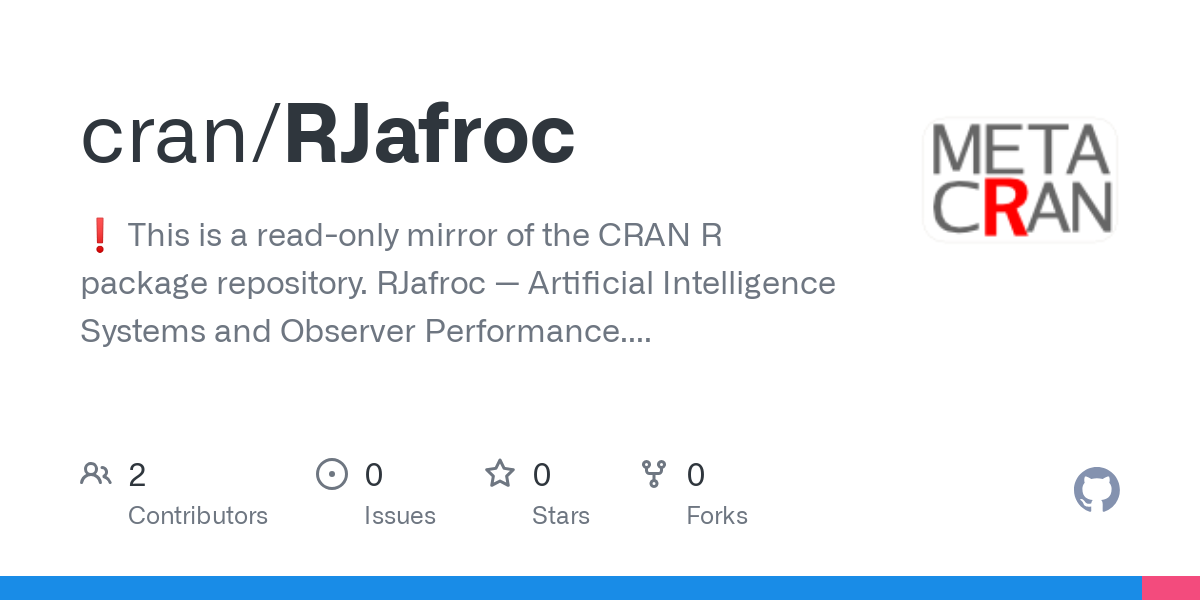 cran/RJafroc
META
CRAN
❗ This is a read-only mirror of the CRAN R
package repository. RJafroc — Artificial Intelligence
Systems and Observer Performance....
2
Contributors
0
Issues
0
Stars
0
Forks